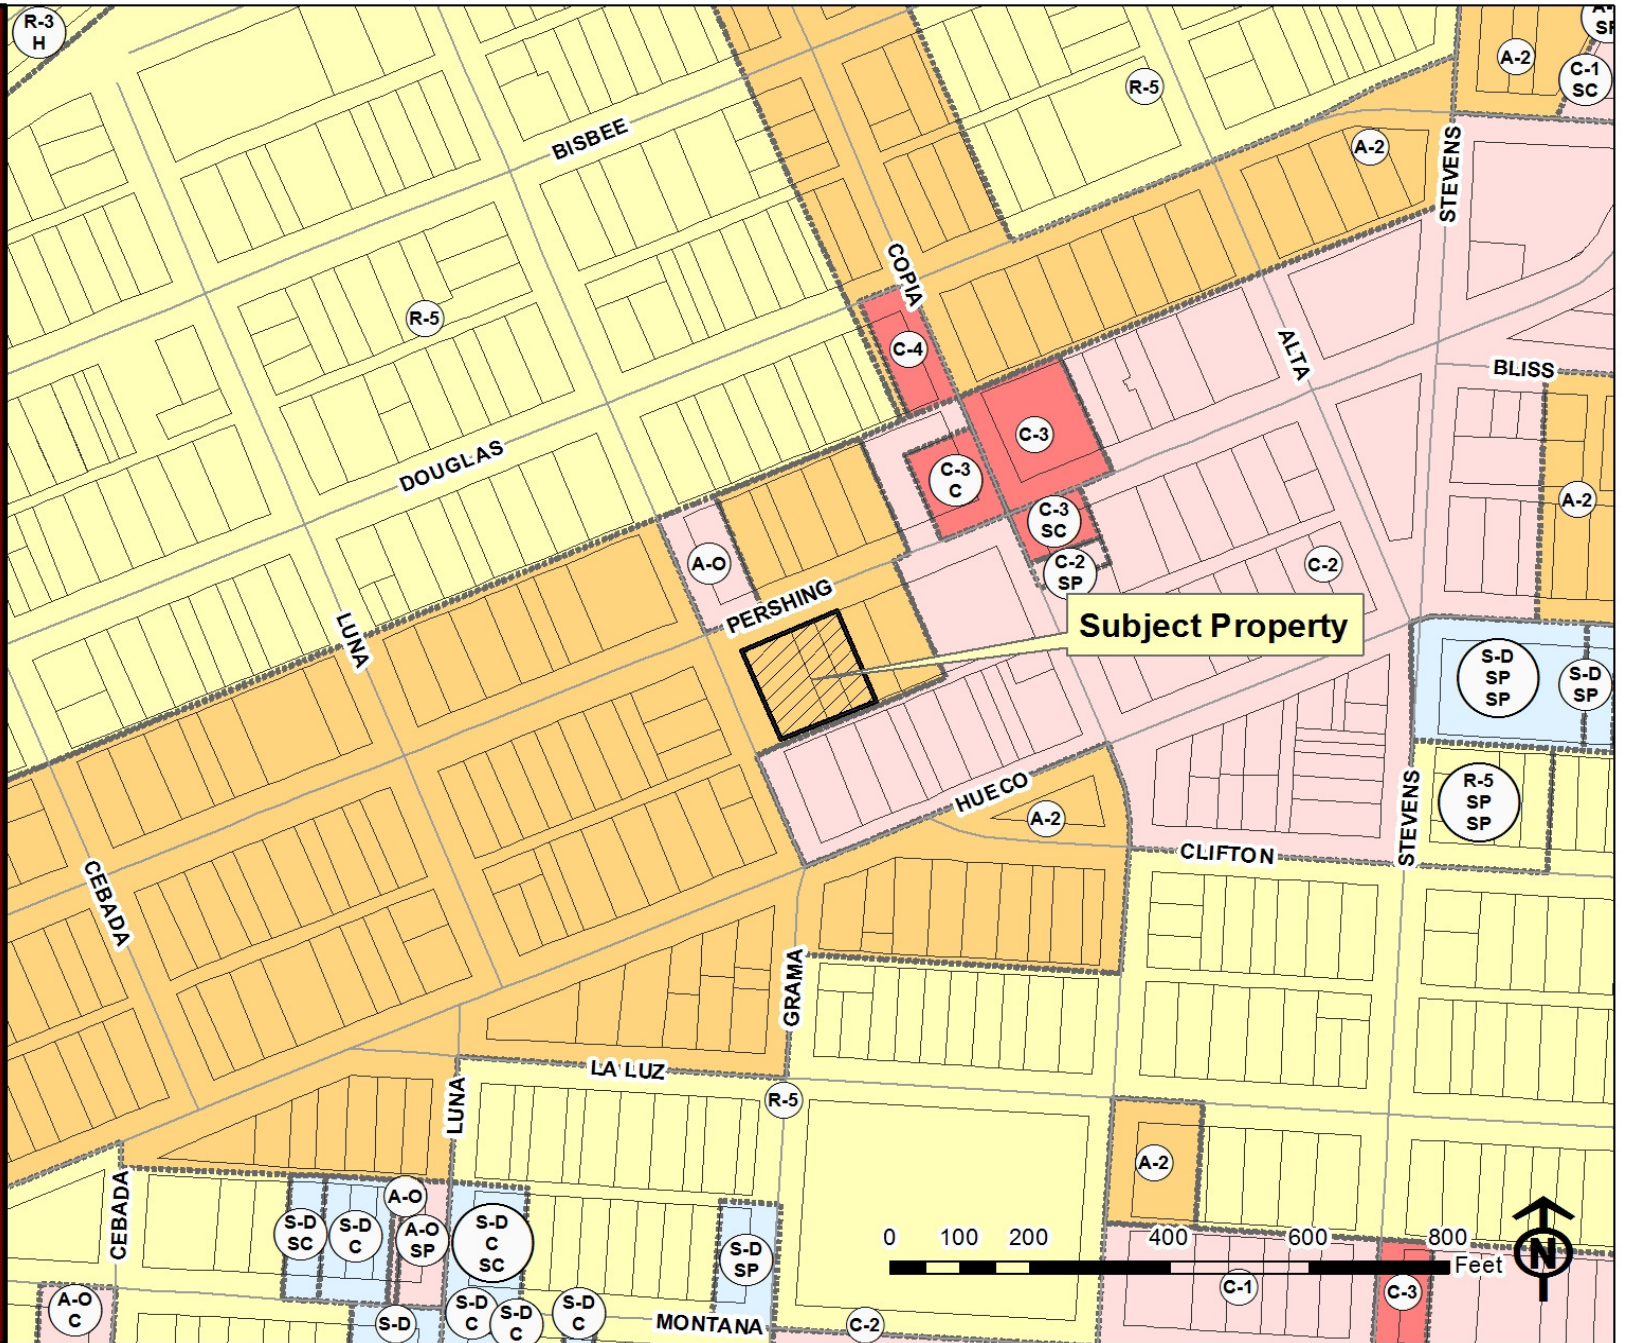 R-3
H
A-2
C-1
SC
R-5
BISBEE
A-2
STEVENS
COPIA
R-5
C-4
ALTA
BLISS
C-3
DOUGLAS
C-3
C
A-2
C-3
SC
A-O
C-2
SP
C-2
PERSHING
Subject Property
LUNA
S-D
SP
SP
S-D
SP
HUECO
R-5
SP
SP
A-2
STEVENS
CLIFTON
CEBADA
GRAMA
LA LUZ
R-5
LUNA
A-2
CEBADA
A-O
S-D
SC
S-D
C
A-O
SP
S-D
C
SC
S-D
SP
0 100 200 400 600 800
Feet
N
C-1
C-3
A-O
C
S-D
S-D
C
S-D
C
S-D
C
MONTANA
C-2